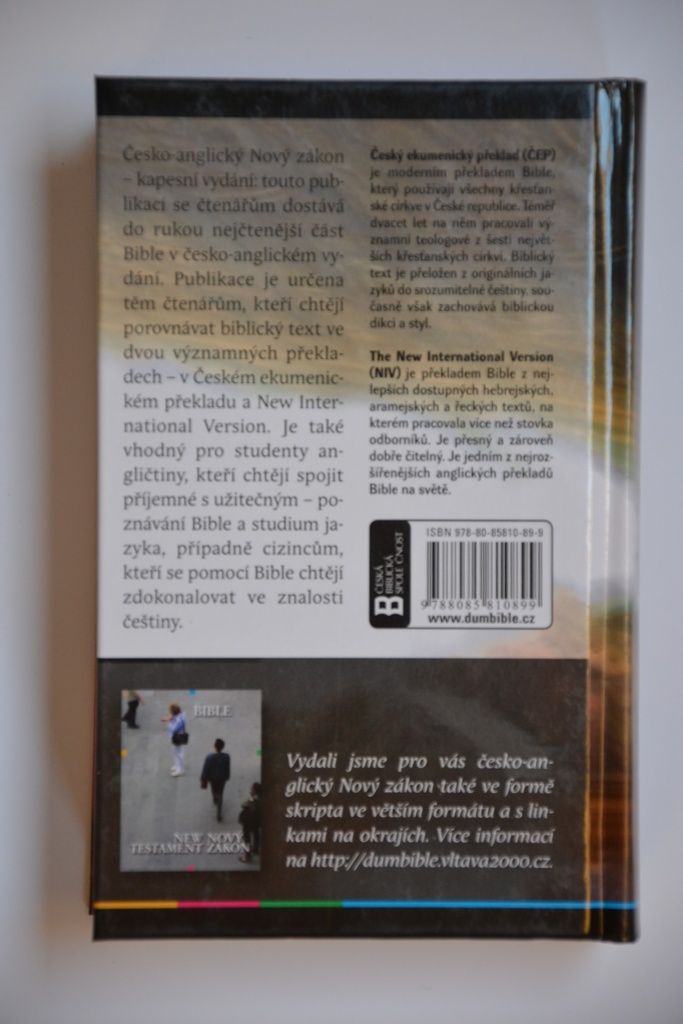 Česko-anglický Nový zákon
– kapesní vydání: touto pub-
likací se čtenářům dostává
do rukou nejčtenější část
Bible v česko-anglickém vy-
dání. Publikace je určena
těm čtenářům, kteří chtějí
porovnávat biblický text ve
dvou významných překla-
dech – v Českém ekumenic-
kém překladu a New Inter-
national Version. Je také
vhodný pro studenty an-
gličtiny, kteří chtějí spojit
příjemné s užitečným – po-
znávání Bible a studium ja-
zyka, případně cizincům,
kteří se pomocí Bible chtějí
zdokonalovat ve znalosti
češtiny.
Český ekumenický překlad (ČEP)
je moderním překladem Bible,
který používají všechny křesťan-
ské církve v České republice. Téměř
dvacet let na něm pracovali vý-
znamní teologové z šesti největ-
ších křesťanských církví. Biblický
text je přeložen z originálních ja-
zyků do srozumitelné češtiny, sou-
časně však zachovává biblickou
dikci a styl.
The New International Version
(NIV) je překladem Bible z nej-
lepších dostupných hebrejských,
aramejských a řeckých textů, na
kterém pracovala více než stovka
odborníků. Je přesný a zároveň
dobře čitelný. Je jedním z nejroz-
šířenějších anglických překladů
Bible na světě.
ČESKÁ
BIBLICKÁ
SPOLEČNOST
ISBN 978-80-85810-89-9
9 788085 810899
www.dumbible.cz
BIBLE
NEW NOVÝ
TESTAMENT ZÁKON
Vydali jsme pro vás česko-an-
glický Nový zákon také ve formě
skripta ve větším formátu a s lin-
kami na okrajích. Více informací
na http://dumbible.vltava2000.cz.